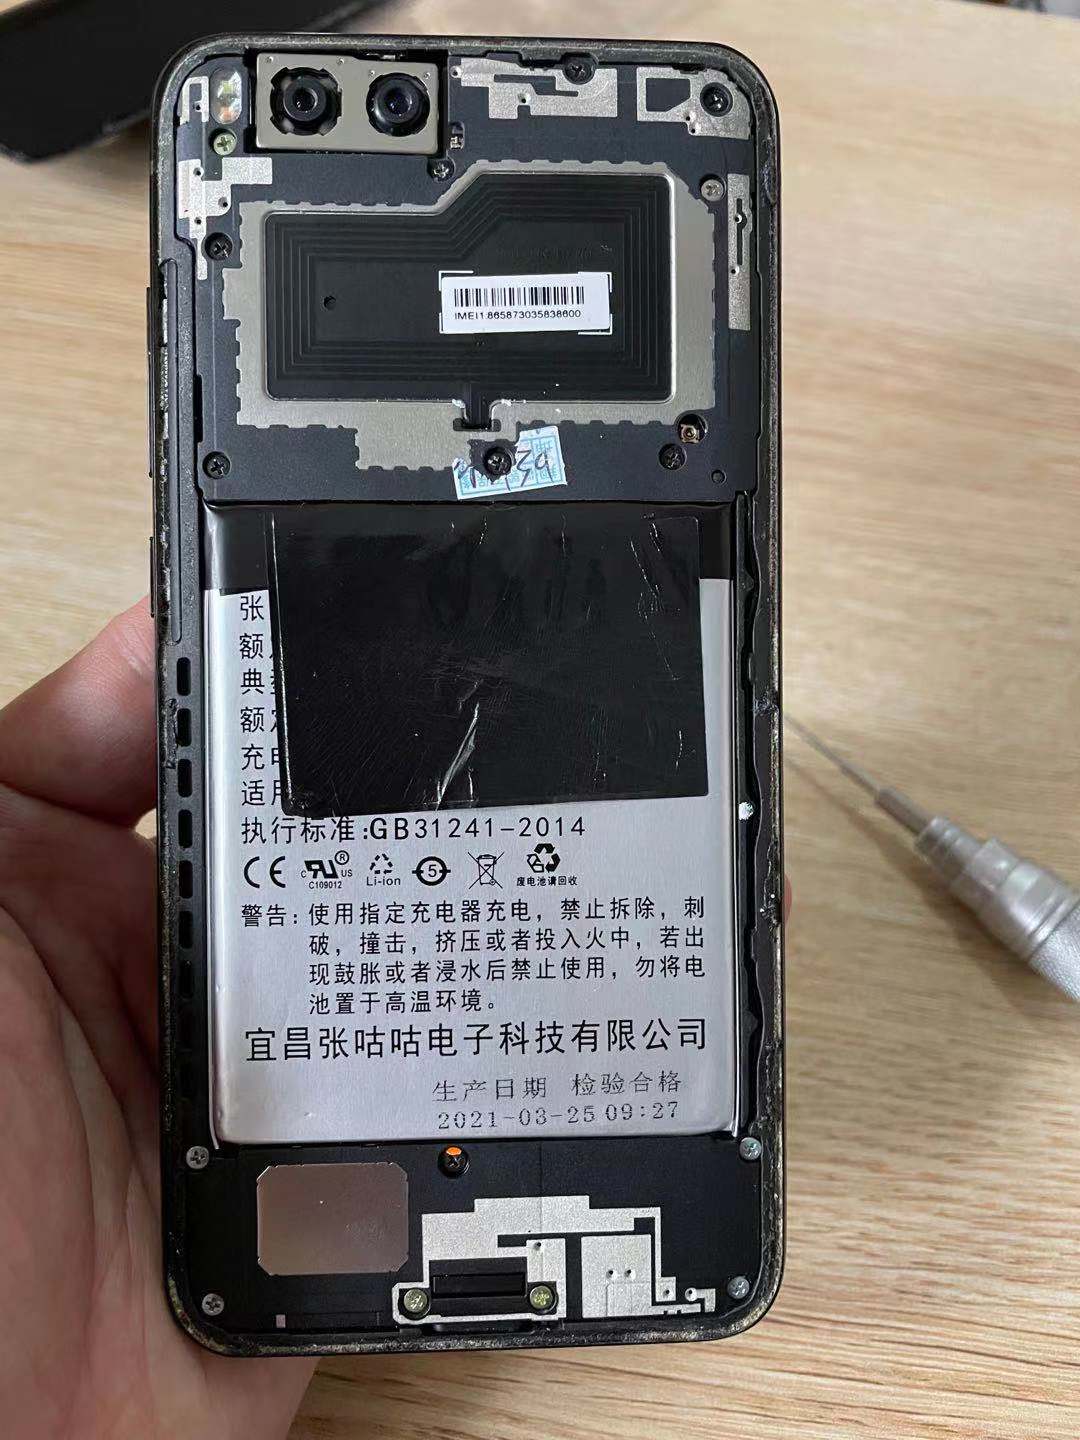 IMEI1:865873035838600
张
额
典
额
充
适
执行标准:GB31241-2014
CE c RU ® US C109012 Li-ion 5 废电池请回收
警告:使用指定充电器充电，禁止拆除，刺
破，撞击，挤压或者投入火中，若出
现鼓胀或者浸水后禁止使用，勿将电
池置于高温环境。
宜昌张咕咕电子科技有限公司
生产日期 检验合格
2021-03-25 09:27